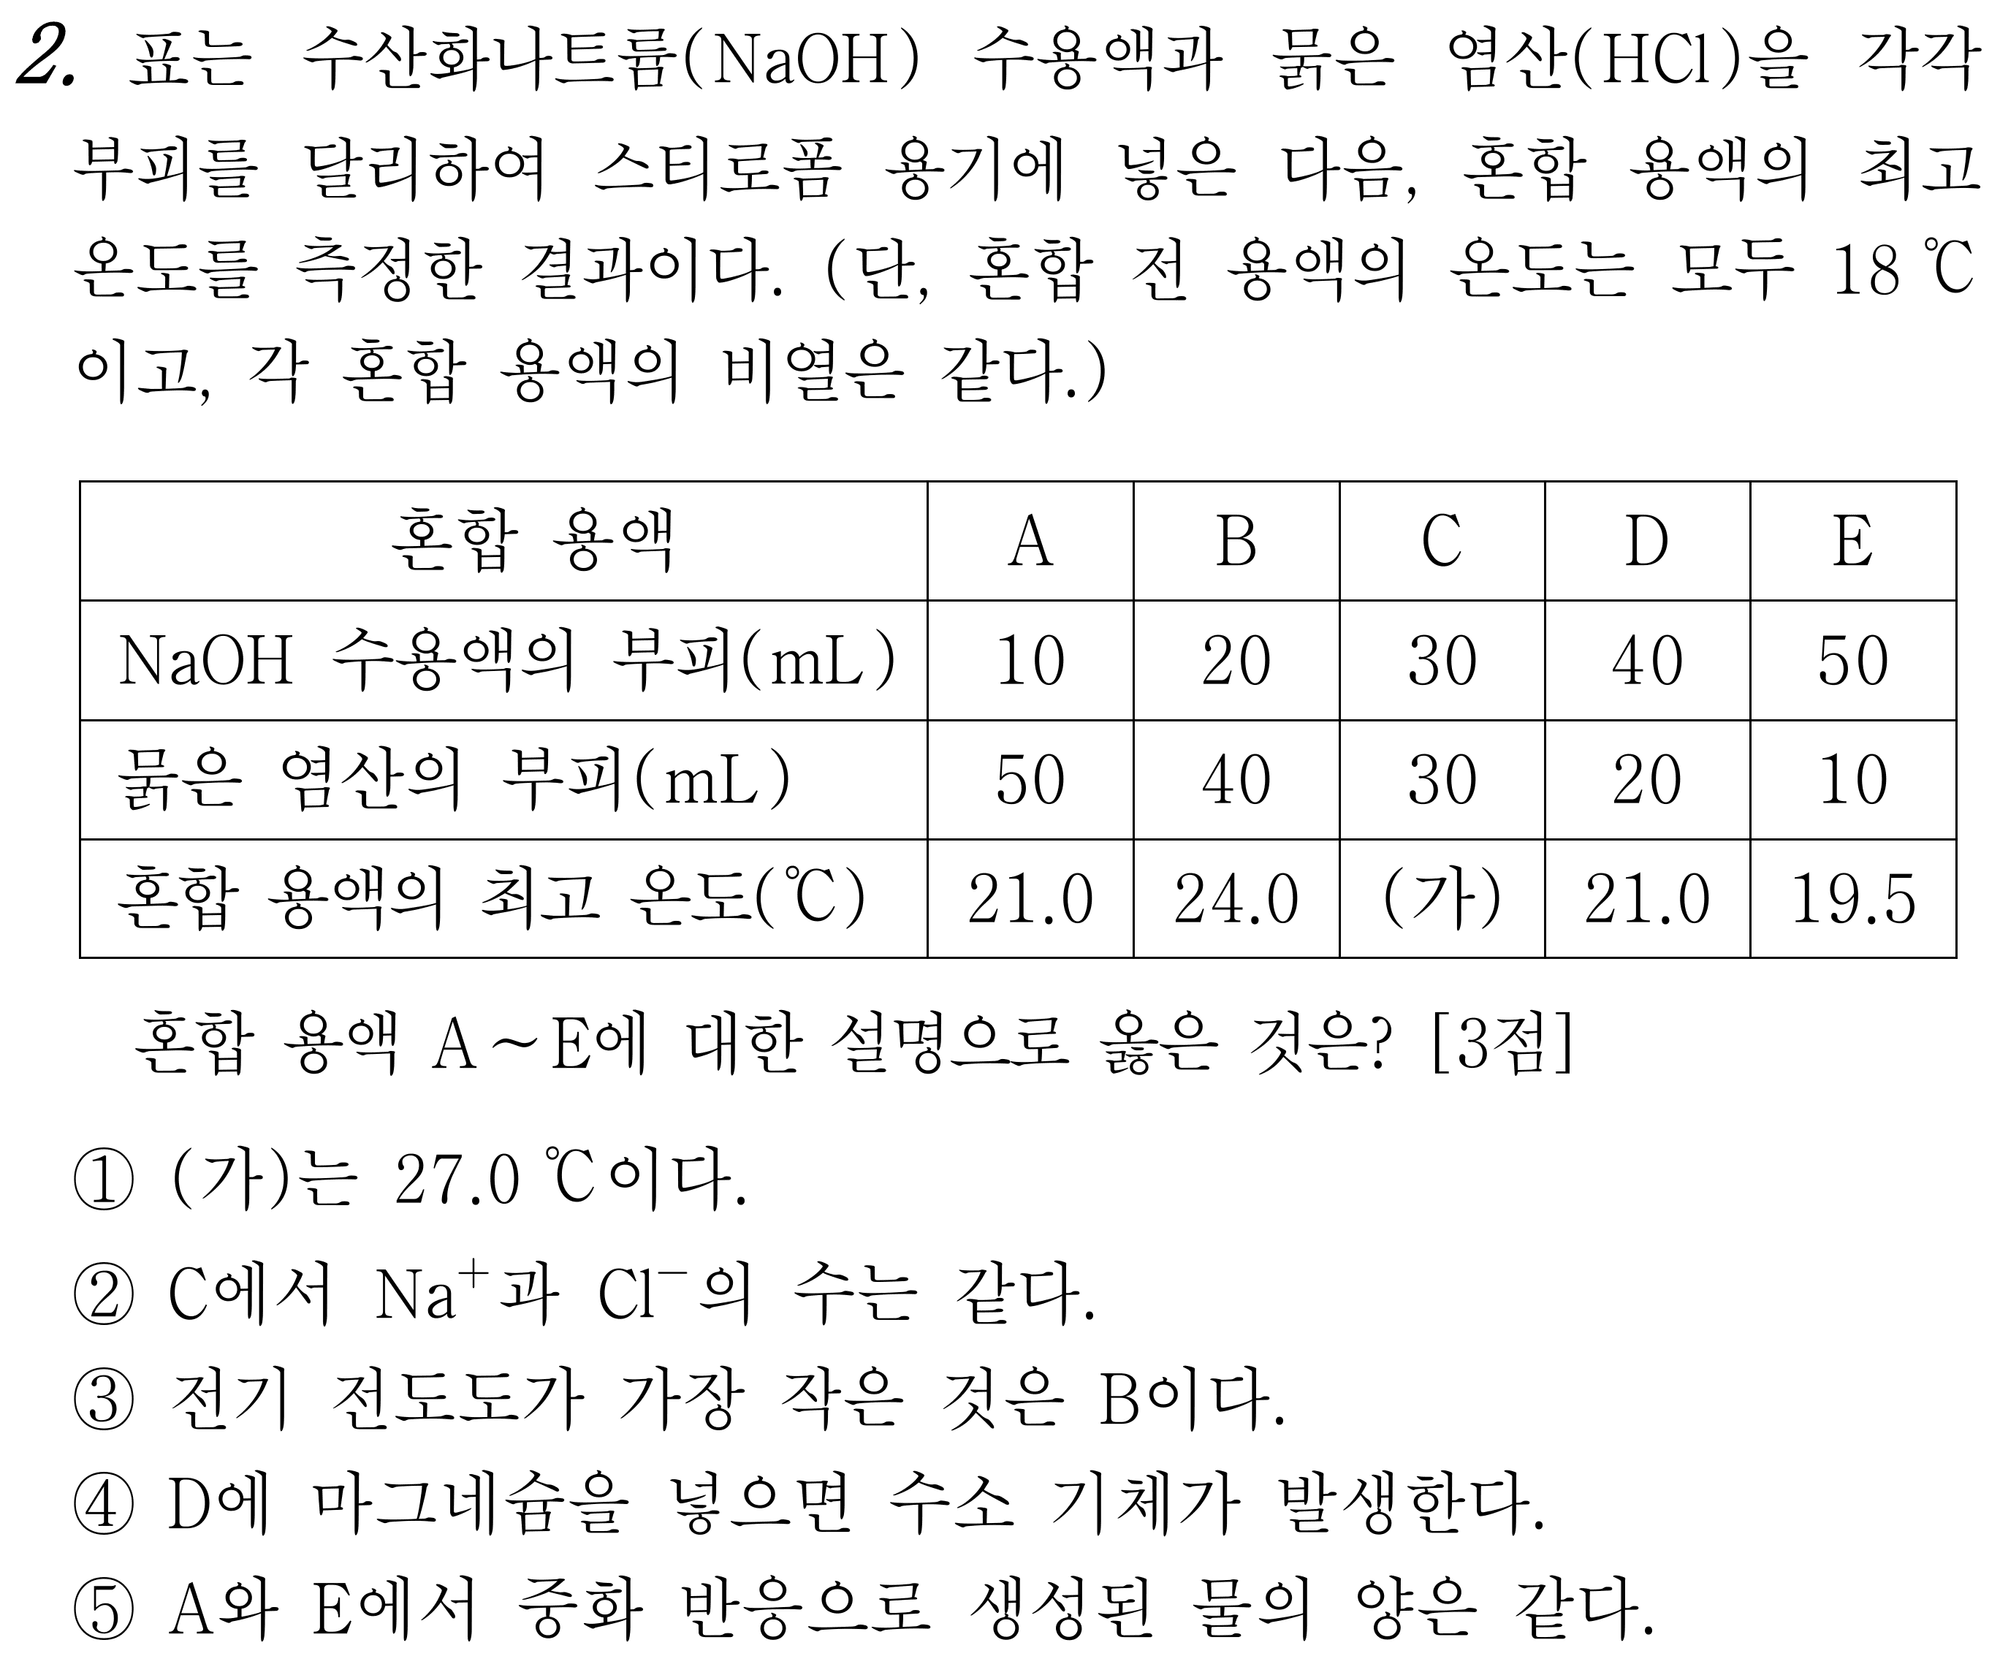 2. 표는 수산화나트륨(NaOH) 수용액과 묽은 염산(HCl)을 각각
부피를 달리하여 스티로폼 용기에 넣은 다음, 혼합 용액의 최고
온도를 측정한 결과이다. (단, 혼합 전 용액의 온도는 모두 18 ℃
이고, 각 혼합 용액의 비열은 같다.)
혼합 용액 A B C D E
NaOH 수용액의 부피(mL) 10 20 30 40 50
묽은 염산의 부피(mL) 50 40 30 20 10
혼합 용액의 최고 온도(℃) 21.0 24.0 (가) 21.0 19.5
혼합 용액 A~E에 대한 설명으로 옳은 것은? [3점]
① (가)는 27.0 ℃이다.
② C에서 Na⁺과 Cl⁻의 수는 같다.
③ 전기 전도도가 가장 작은 것은 B이다.
④ D에 마그네슘을 넣으면 수소 기체가 발생한다.
⑤ A와 E에서 중화 반응으로 생성된 물의 양은 같다.